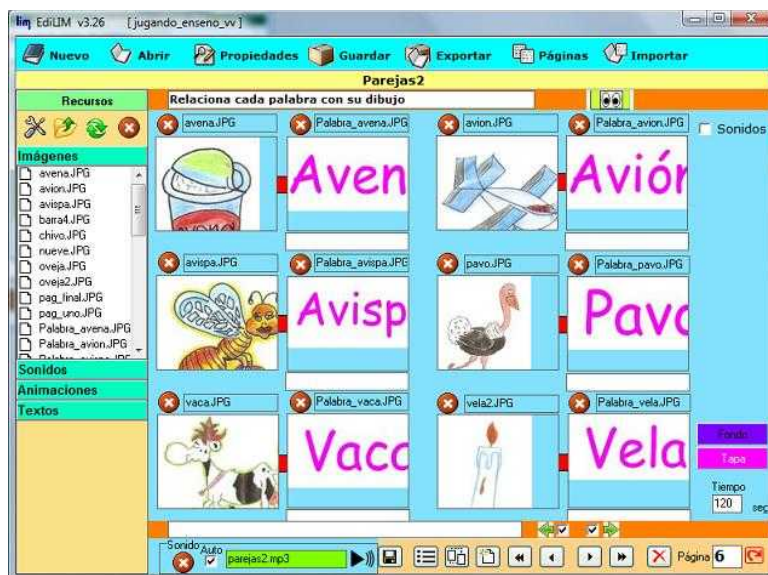 lim EdiLIM v3.26 [jugando_enseno_vv]
Nuevo Abrir Propiedades Guardar Exportar Páginas Importar
Parejas2
Recursos
Relaciona cada palabra con su dibujo
Imágenes
avena.JPG
avion.JPG
avispa.JPG
barra4.JPG
chivo.JPG
nueve.JPG
oveja.JPG
oveja2.JPG
pag_final.JPG
pag_uno.JPG
Palabra_avena.JPG
Palabra_avion.JPG
Sonidos
Animaciones
Textos
avena.JPG Palabra_avena.JPG avion.JPG Palabra_avion.JPG
Sonidos
Aven Avión
avispa.JPG Palabra_avispa.JPG pavo.JPG Palabra_pavo.JPG
Avisp Pavo
vaca.JPG Palabra_vaca.JPG vela2.JPG Palabra_vela.JPG
Vaca Vela
Fondo
Tapa
Tiempo
120 seg
Sonido Auto parejas2.mp3
Página 6